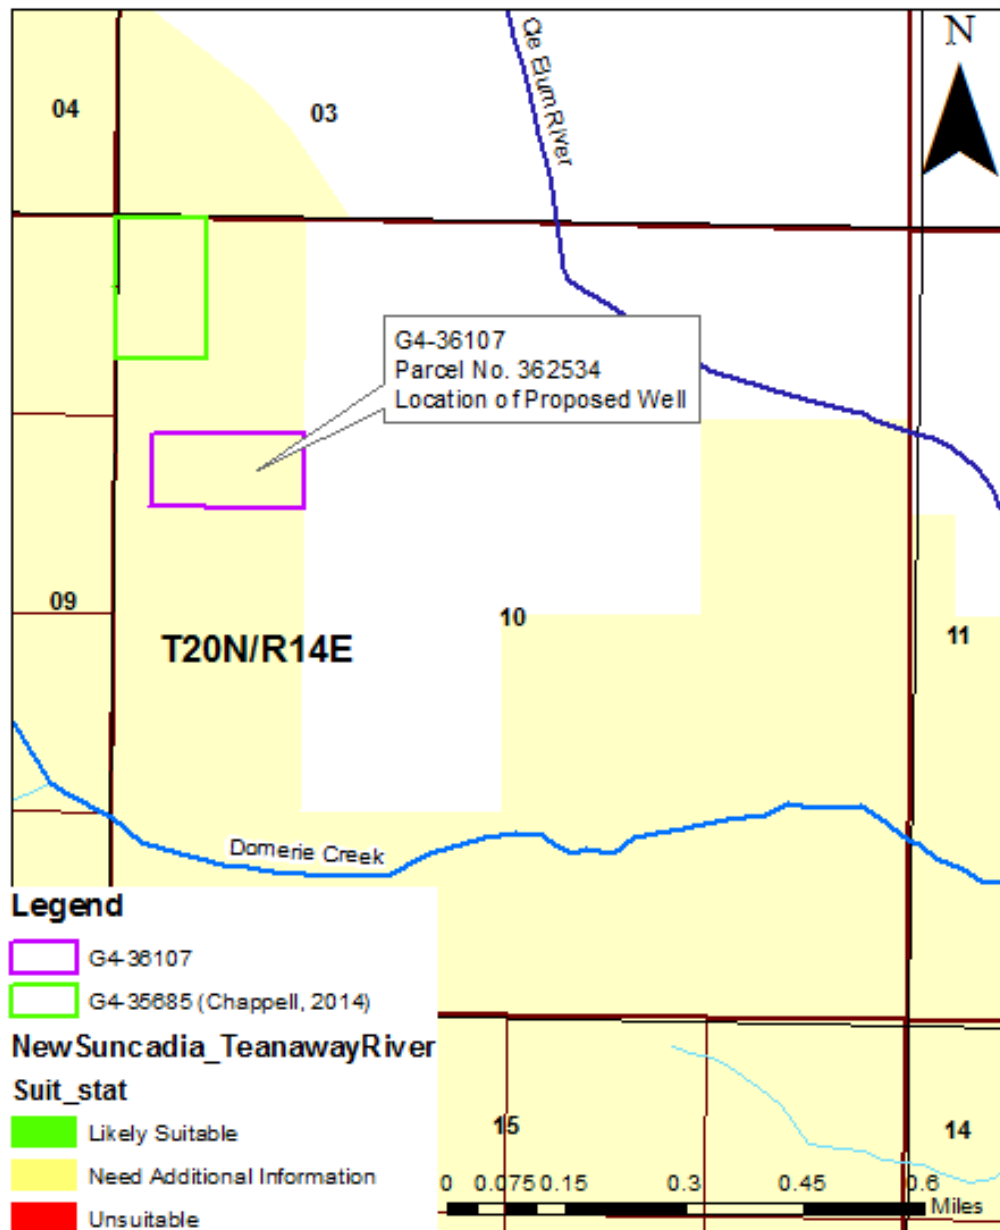 N
Cle Elum River
04
03
G4-36107
Parcel No. 362534
Location of Proposed Well
09
10
11
T20N/R14E
Domerie Creek
Legend
G4-36107
G4-35685 (Chappell, 2014)
NewSuncadia_TeanawayRiver
Suit_stat
Likely Suitable
Need Additional Information
Unsuitable
15
14
0 0.075 0.15 0.3 0.45 0.6
Miles